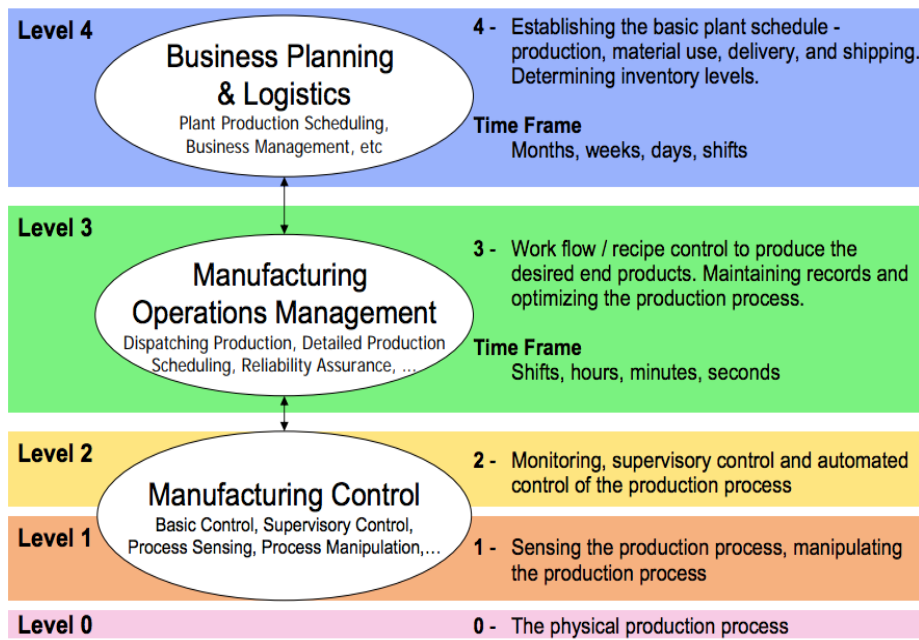 Level 4
Business Planning
& Logistics
Plant Production Scheduling,
Business Management, etc
4 - Establishing the basic plant schedule -
production, material use, delivery, and shipping.
Determining inventory levels.
Time Frame
Months, weeks, days, shifts
Level 3
Manufacturing
Operations Management
Dispatching Production, Detailed Production
Scheduling, Reliability Assurance, ...
3 - Work flow / recipe control to produce the
desired end products. Maintaining records and
optimizing the production process.
Time Frame
Shifts, hours, minutes, seconds
Level 2
Manufacturing Control
Basic Control, Supervisory Control,
Process Sensing, Process Manipulation,...
2 - Monitoring, supervisory control and automated
control of the production process
Level 1
1 - Sensing the production process, manipulating
the production process
Level 0
0 - The physical production process